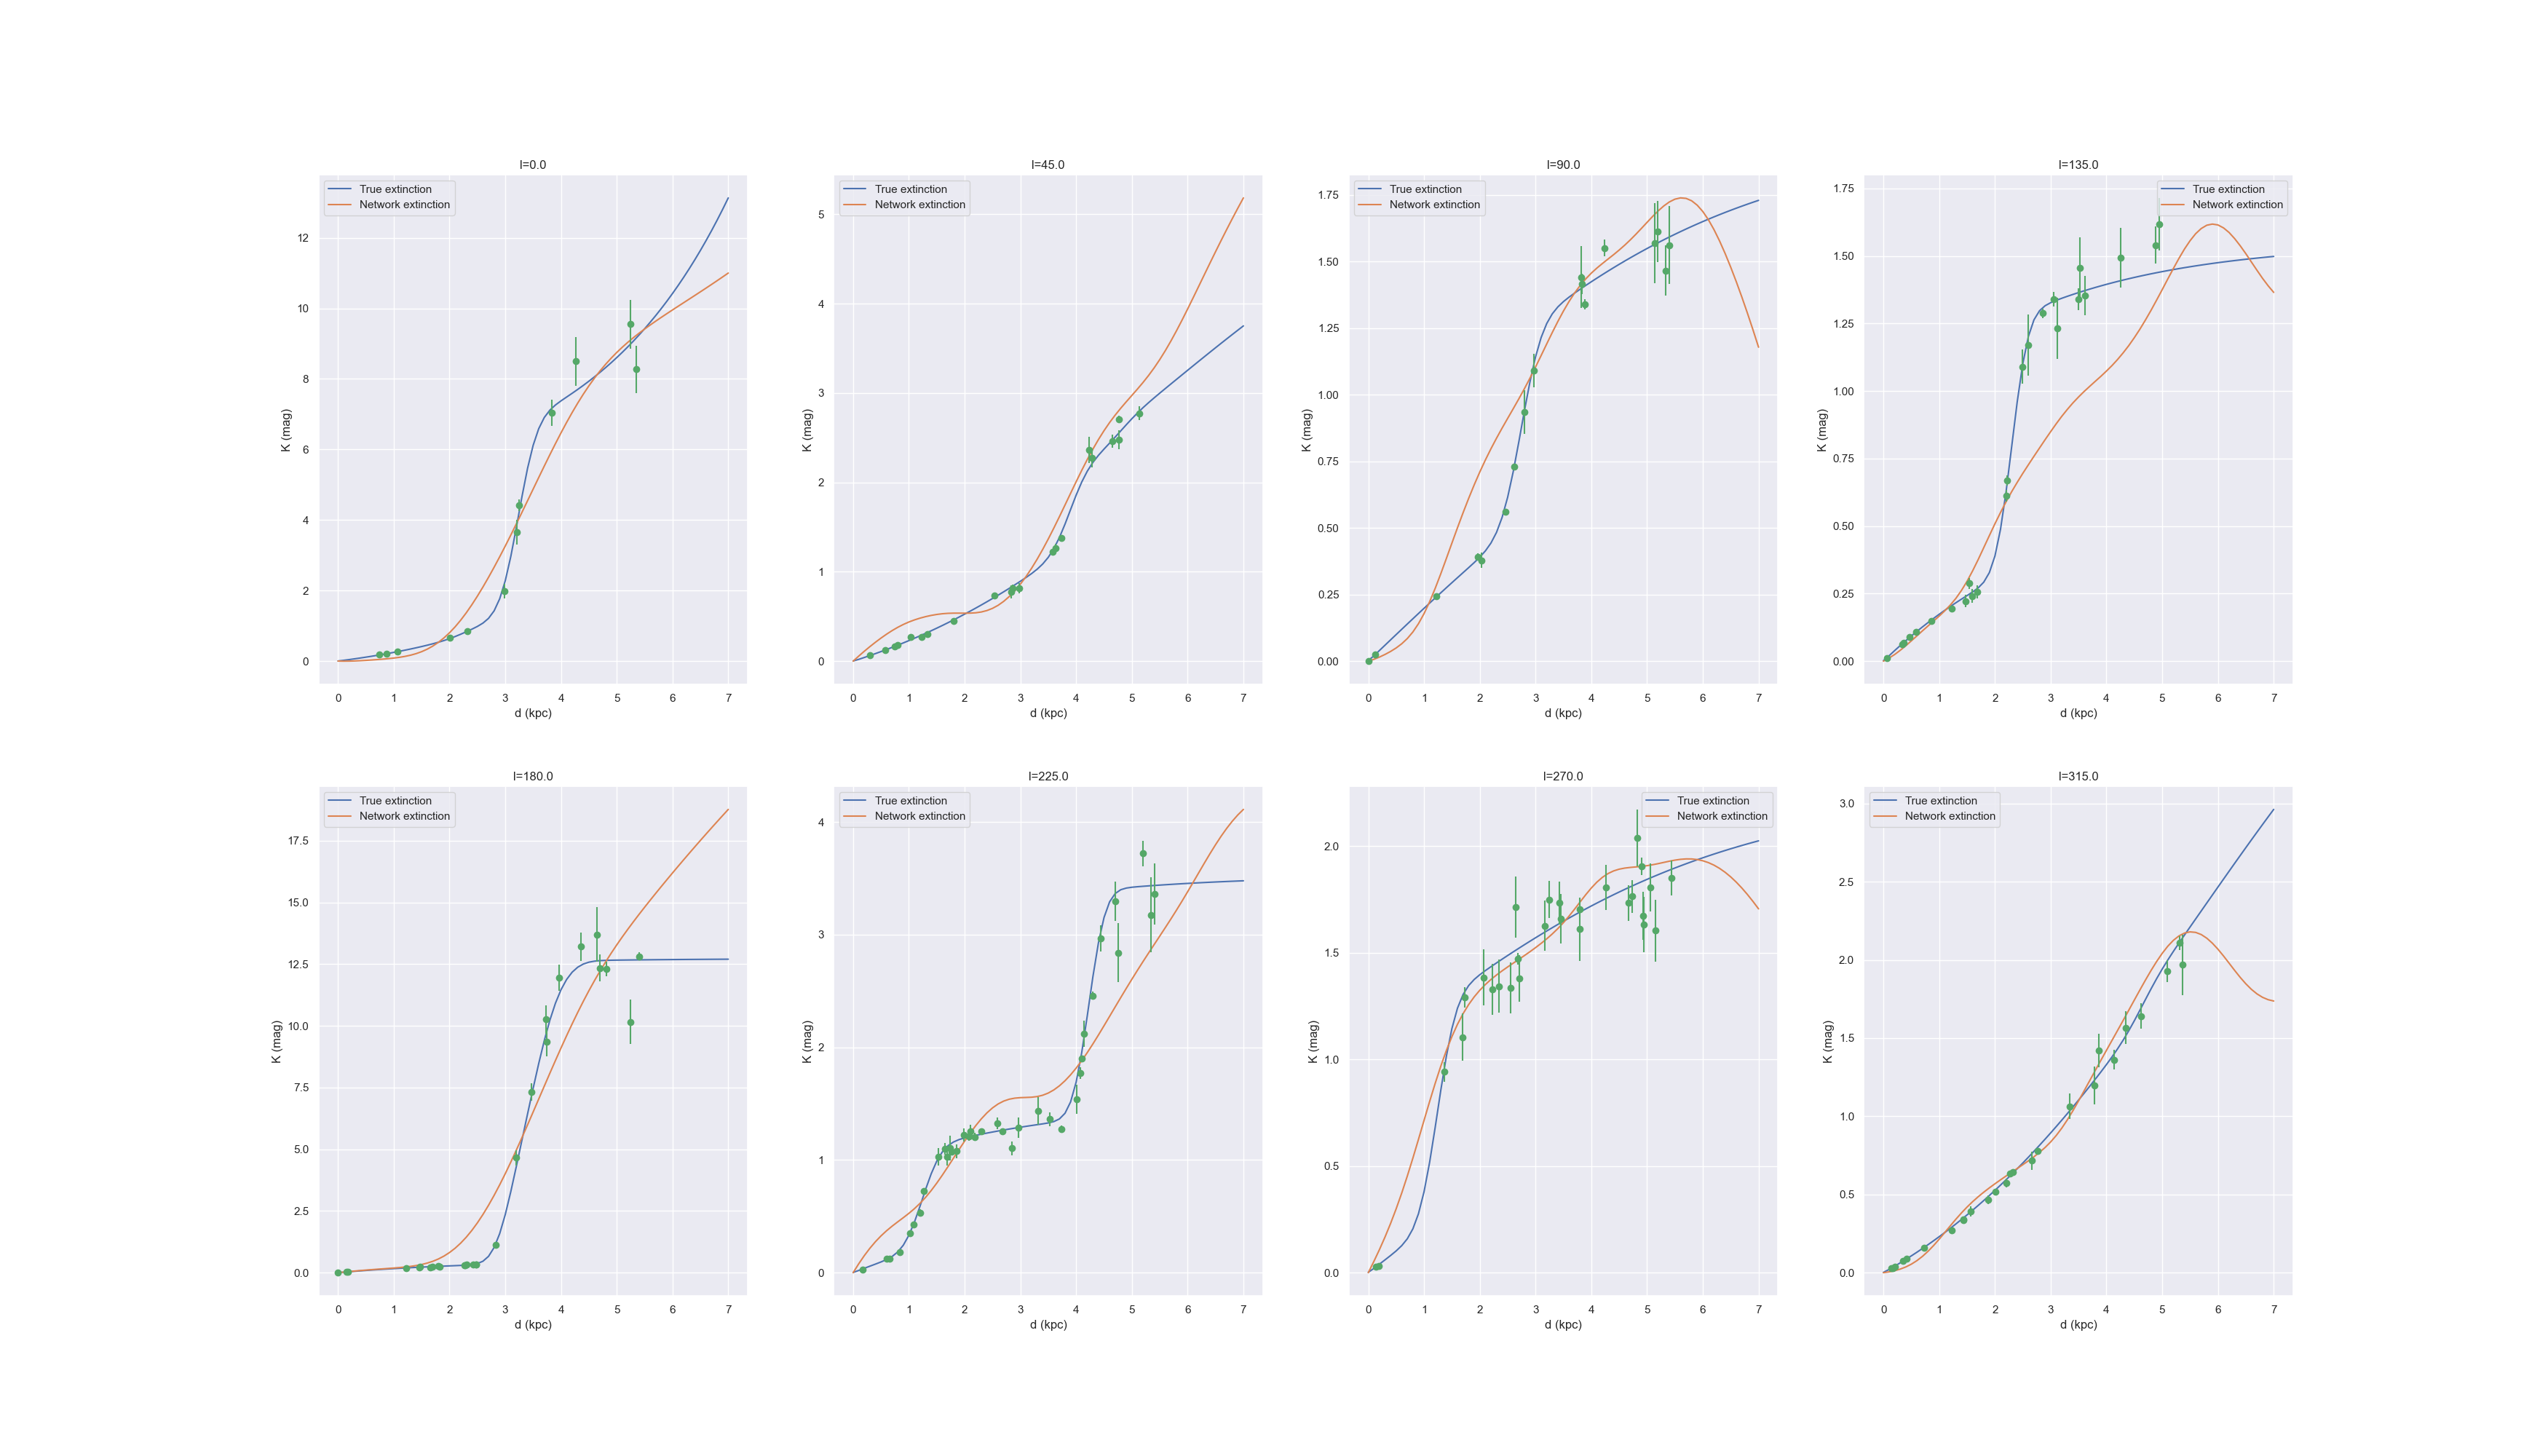 l=0.0
True extinction
Network extinction
K (mag)
12
10
8
6
4
2
0
0 1 2 3 4 5 6 7
d (kpc)
l=45.0
True extinction
Network extinction
K (mag)
5
4
3
2
1
0
0 1 2 3 4 5 6 7
d (kpc)
l=90.0
True extinction
Network extinction
K (mag)
1.75
1.50
1.25
1.00
0.75
0.50
0.25
0.00
0 1 2 3 4 5 6 7
d (kpc)
l=135.0
True extinction
Network extinction
K (mag)
1.75
1.50
1.25
1.00
0.75
0.50
0.25
0.00
0 1 2 3 4 5 6 7
d (kpc)
l=180.0
True extinction
Network extinction
K (mag)
17.5
15.0
12.5
10.0
7.5
5.0
2.5
0.0
0 1 2 3 4 5 6 7
d (kpc)
l=225.0
True extinction
Network extinction
K (mag)
4
3
2
1
0
0 1 2 3 4 5 6 7
d (kpc)
l=270.0
True extinction
Network extinction
K (mag)
2.0
1.5
1.0
0.5
0.0
0 1 2 3 4 5 6 7
d (kpc)
l=315.0
True extinction
Network extinction
K (mag)
3.0
2.5
2.0
1.5
1.0
0.5
0.0
0 1 2 3 4 5 6 7
d (kpc)